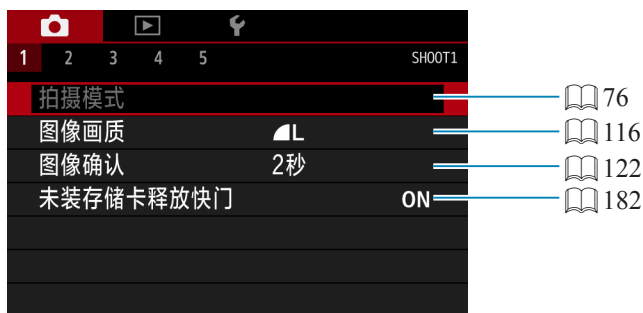 1 2 3 4 5 SHOOT1
拍摄模式 76
图像画质 L 116
图像确认 2秒 122
未装存储卡释放快门 ON 182